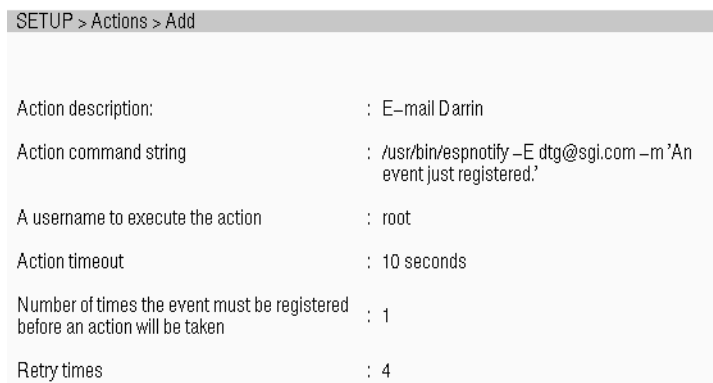 SETUP > Actions > Add
Action description: : E–mail Darrin
Action command string : /usr/bin/espnotify –E dtg@sgi.com –m 'An
event just registered.'
A username to execute the action : root
Action timeout : 10 seconds
Number of times the event must be registered
before an action will be taken : 1
Retry times : 4